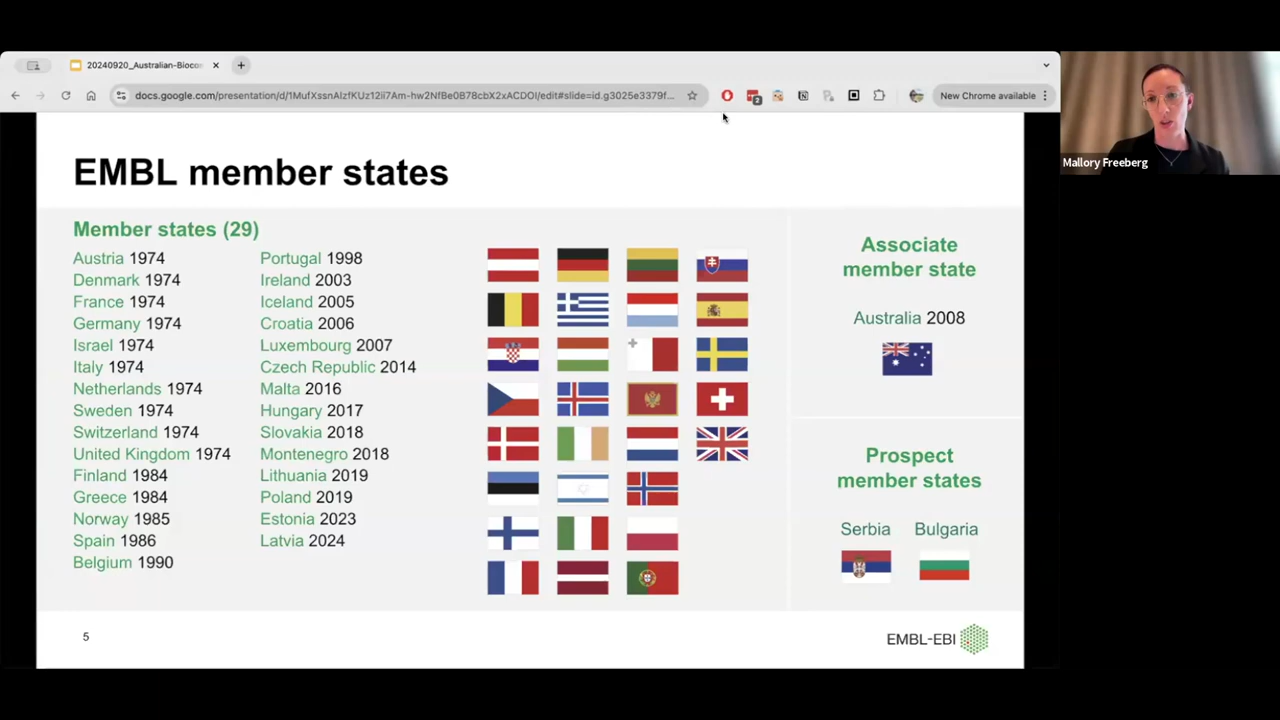 20240920_Australian-Bioco
docs.google.com/presentation/d/1MufXssnAlzfKUz12ii7Am-hw2NfBe0B78cbX2xACDOI/edit#slide=id.g3025e3379f...
2
New Chrome available
Mallory Freeberg
EMBL member states
Member states (29)
Austria 1974
Denmark 1974
France 1974
Germany 1974
Israel 1974
Italy 1974
Netherlands 1974
Sweden 1974
Switzerland 1974
United Kingdom 1974
Finland 1984
Greece 1984
Norway 1985
Spain 1986
Belgium 1990
Portugal 1998
Ireland 2003
Iceland 2005
Croatia 2006
Luxembourg 2007
Czech Republic 2014
Malta 2016
Hungary 2017
Slovakia 2018
Montenegro 2018
Lithuania 2019
Poland 2019
Estonia 2023
Latvia 2024
Associate
member state
Australia 2008
Prospect
member states
Serbia Bulgaria
5
EMBL-EBI